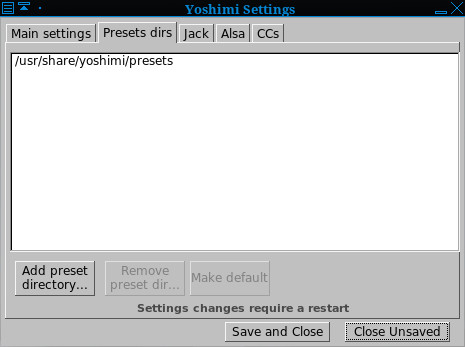 Yoshimi Settings
Main settings Presets dirs Jack Alsa CCs
/usr/share/yoshimi/presets
Add preset
directory...
Remove
preset dir...
Make default
Settings changes require a restart
Save and Close Close Unsaved